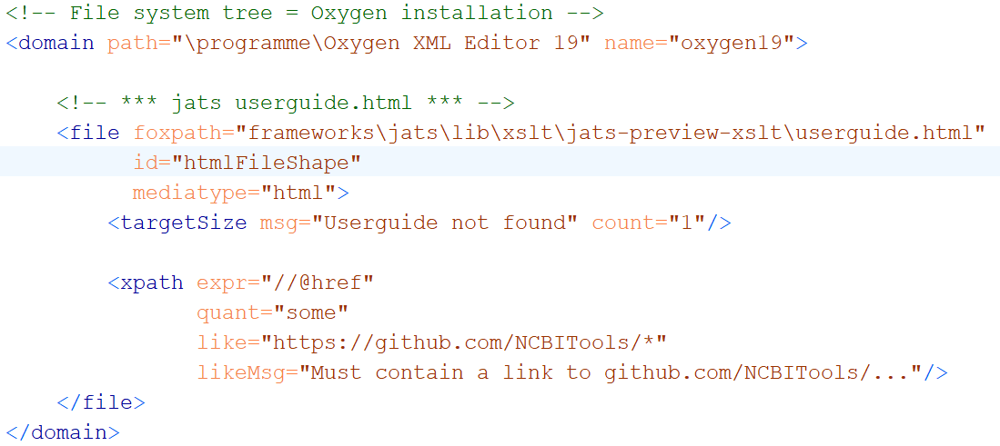 <!-- File system tree = Oxygen installation -->
<domain path="\programme\Oxygen XML Editor 19" name="oxygen19">
<!-- *** jats userguide.html *** -->
<file foxpath="frameworks\jats\lib\xslt\jats-preview-xslt\userguide.html"
id="htmlFileShape"
mediatype="html">
<targetSize msg="Userguide not found" count="1"/>
<xpath expr="//@href"
quant="some"
like="https://github.com/NCBITools/*"
likeMsg="Must contain a link to github.com/NCBITools/..."/>
</file>
</domain>